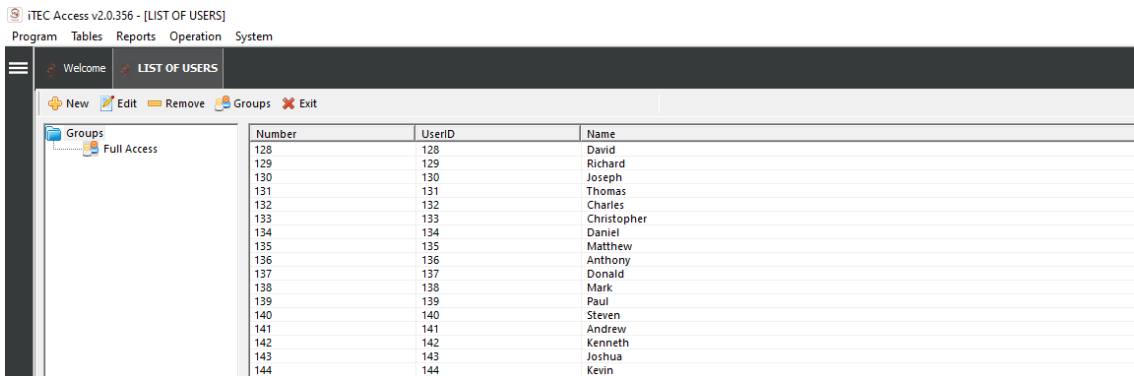 iTEC Access v2.0.356 - [LIST OF USERS]
Program Tables Reports Operation System
Welcome LIST OF USERS
New Edit Remove Groups Exit
Groups
Full Access
Number UserID Name
128 128 David
129 129 Richard
130 130 Joseph
131 131 Thomas
132 132 Charles
133 133 Christopher
134 134 Daniel
135 135 Matthew
136 136 Anthony
137 137 Donald
138 138 Mark
139 139 Paul
140 140 Steven
141 141 Andrew
142 142 Kenneth
143 143 Joshua
144 144 Kevin